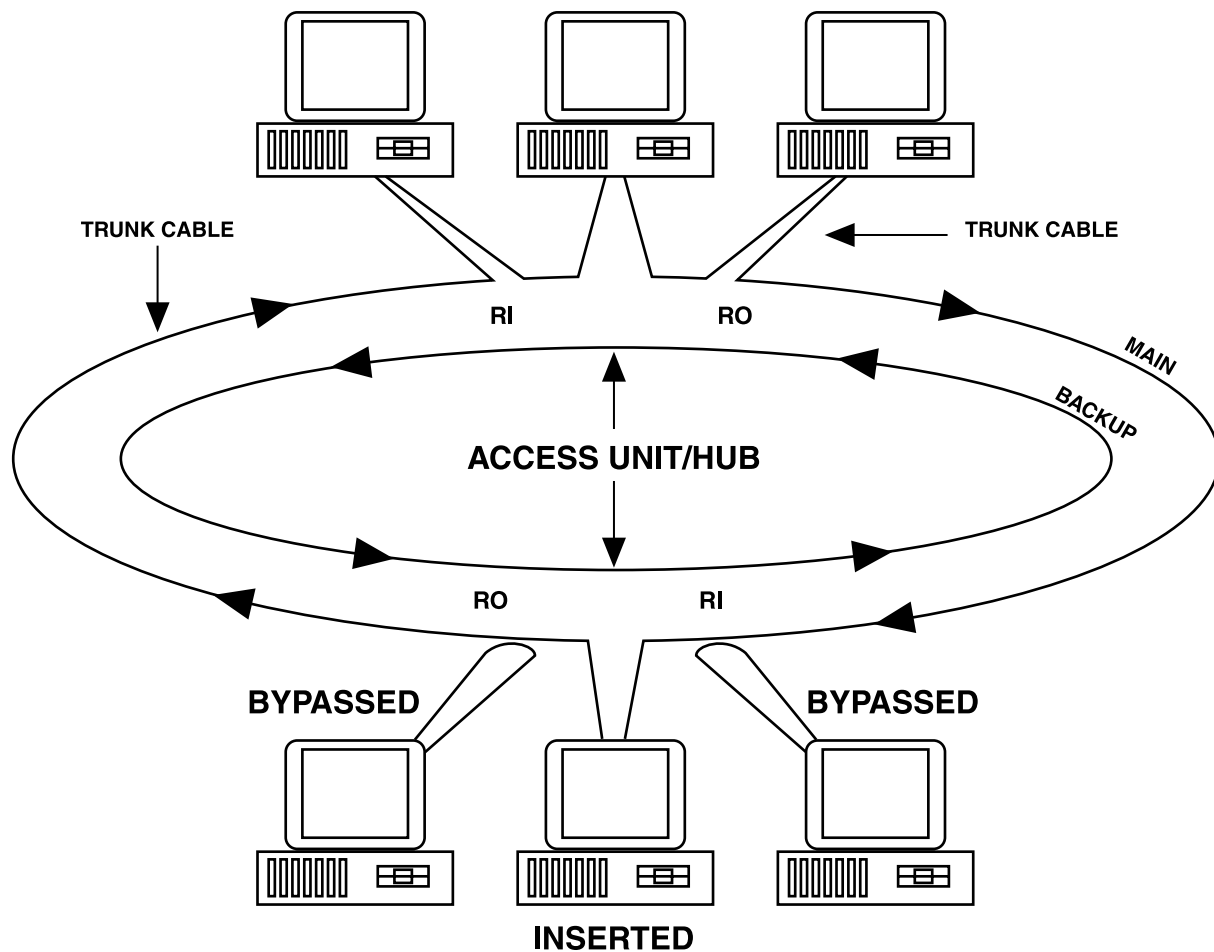 TRUNK CABLE
TRUNK CABLE
RI
RO
MAIN
BACKUP
ACCESS UNIT/HUB
RO
RI
BYPASSED
BYPASSED
INSERTED